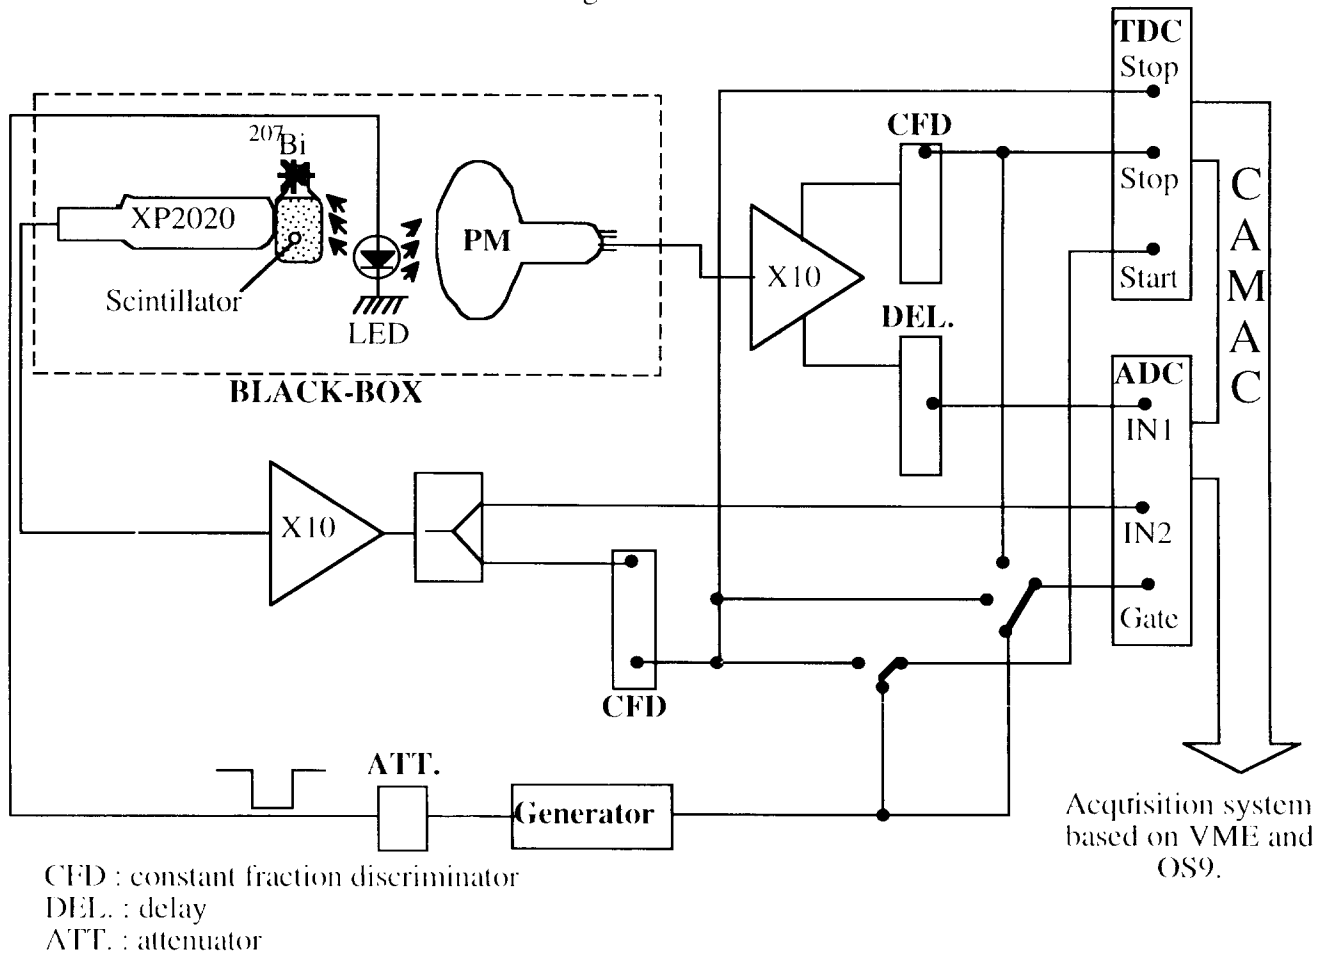 TDC
Stop
CFD
207Bi
Stop
XP2020
PM
X10
Start
Scintillator
DEL.
LED
CAMAC
BLACK-BOX
ADC
IN1
X10
IN2
Gate
CFD
ATT.
Generator
Acquisition system
based on VME and
OS9.
CFD : constant fraction discriminator
DEL. : delay
ATT. : attenuator